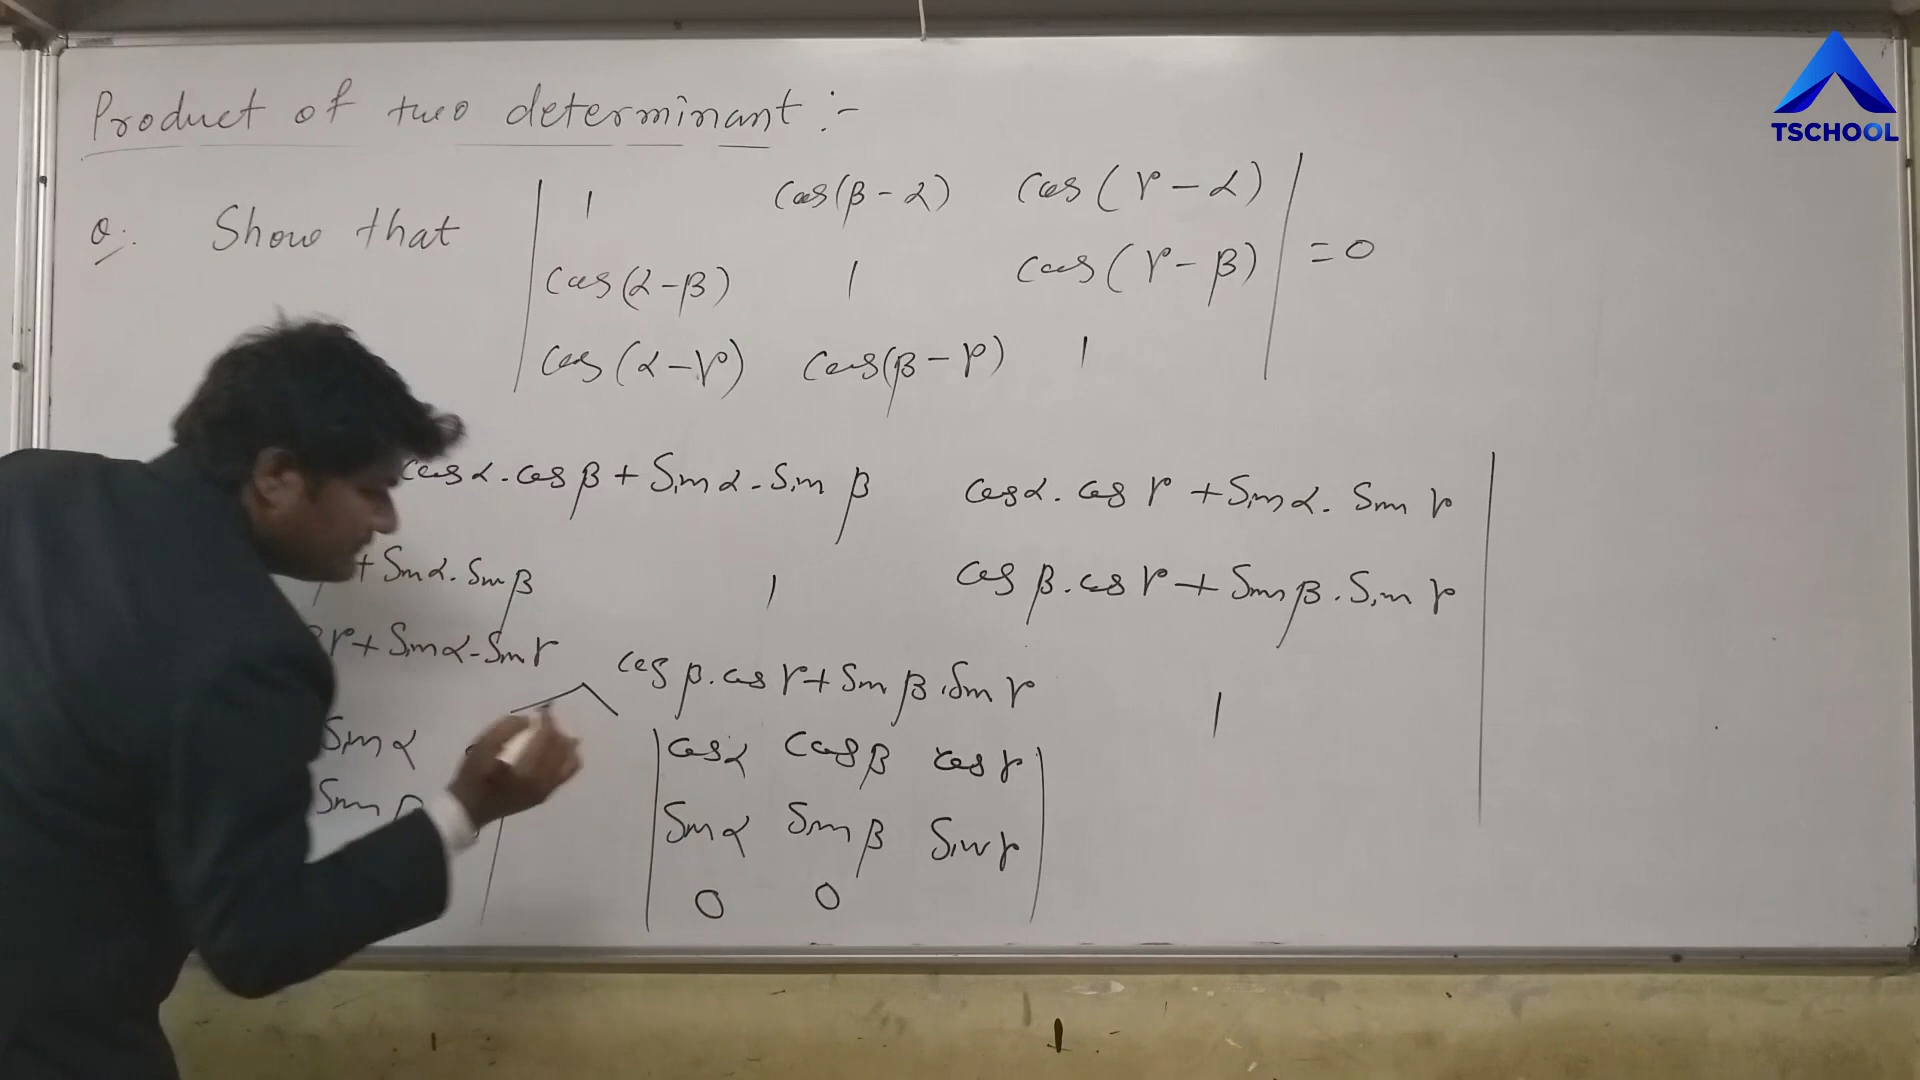 TSCHOOL
Product of two determinant :-
Q:. Show that
1 cos(β-α) cos(γ-α)
cos(α-β) 1 cos(γ-β) = 0
cos(α-γ) cos(β-γ) 1
cosα.cosβ + Sinα.Sinβ cosα.cosγ + Sinα.Sinγ
+ Sinα.Sinβ 1 cosβ.cosγ + Sinβ.Sinγ
γ + Sinα.Sinγ cosβ.cosγ + Sinβ.Sinγ 1
Sinα cosα cosβ cosγ
Sinβ Sinα Sinβ Sinγ
0 0